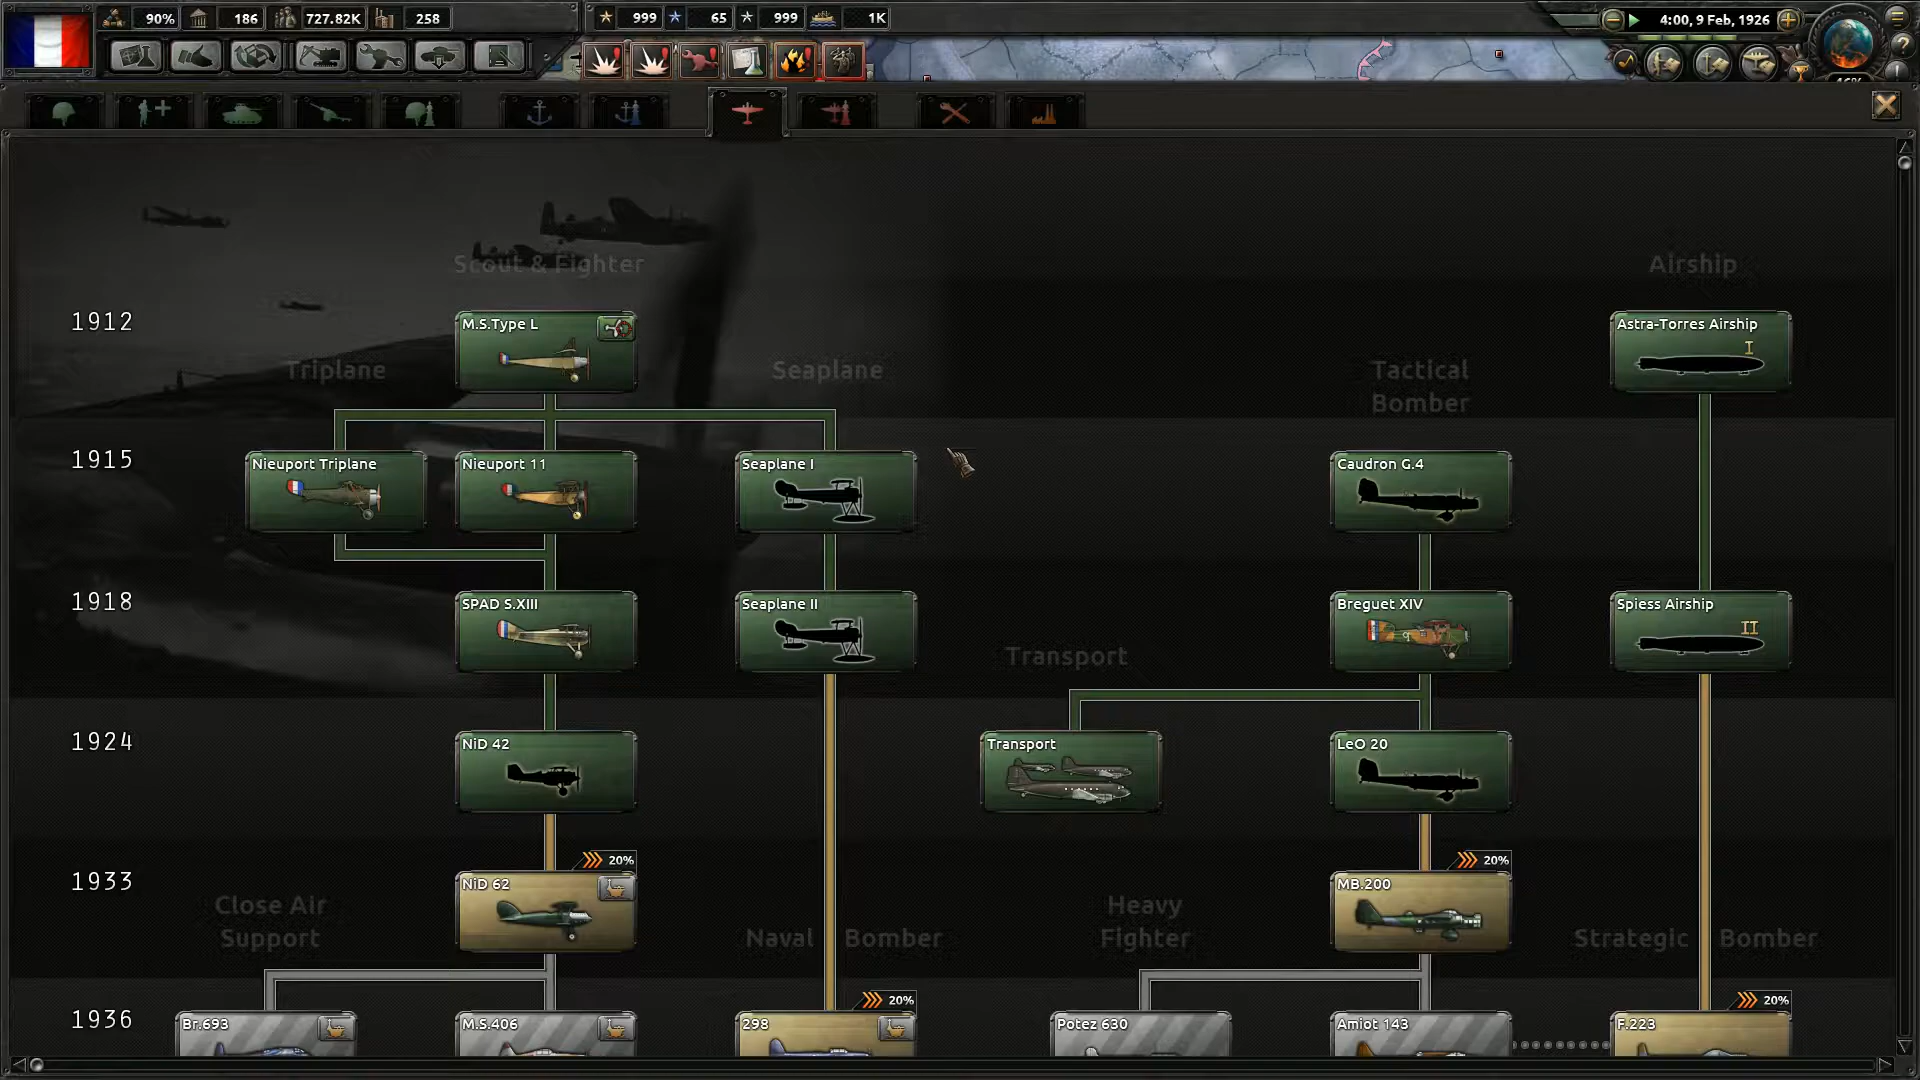 90%
186
727.82K
258
999
65
999
1K
4:00, 9 Feb, 1926
Scout & Fighter
Airship
1912
M.S.Type L
Astra-Torres Airship
I
Triplane
Seaplane
Tactical
Bomber
1915
Nieuport Triplane
Nieuport 11
Seaplane I
Caudron G.4
1918
SPAD S.XIII
Seaplane II
Breguet XIV
Spiess Airship
II
Transport
1924
NiD 42
Transport
LeO 20
20%
20%
1933
NiD 62
MB.200
Close Air
Support
Naval Bomber
Heavy
Fighter
Strategic Bomber
20%
20%
1936
Br.693
M.S.406
298
Potez 630
Amiot 143
F.223